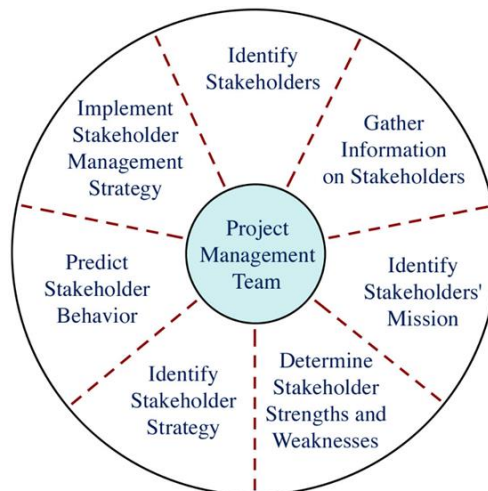 Identify
Stakeholders
Gather
Information
on Stakeholders
Identify
Stakeholders'
Mission
Determine
Stakeholder
Strengths and
Weaknesses
Identify
Stakeholder
Strategy
Predict
Stakeholder
Behavior
Implement
Stakeholder
Management
Strategy
Project
Management
Team